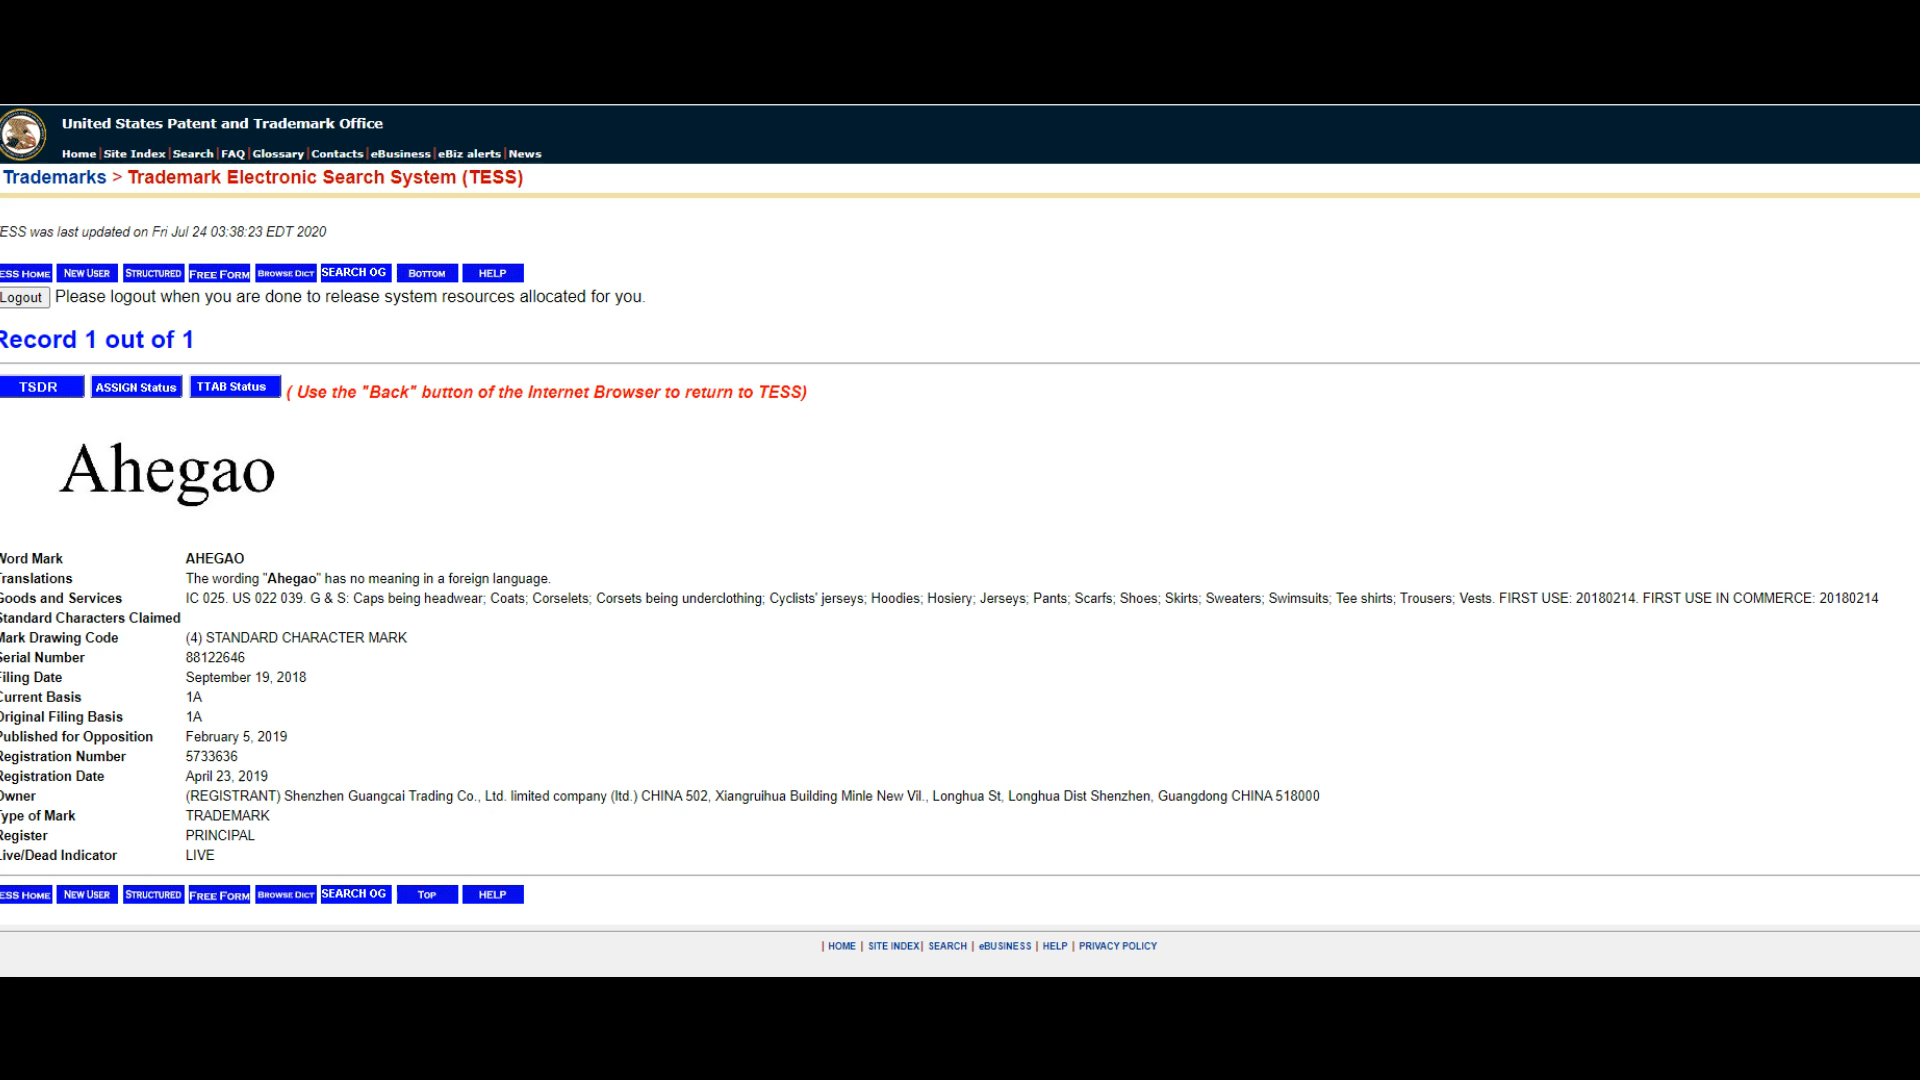 United States Patent and Trademark Office
Home | Site Index | Search | FAQ | Glossary | Contacts | eBusiness | eBiz alerts | News
Trademarks > Trademark Electronic Search System (TESS)
ESS was last updated on Fri Jul 24 03:38:23 EDT 2020
ESS HOME NEW USER STRUCTURED FREE FORM BROWSE DICT SEARCH OG BOTTOM HELP
Logout Please logout when you are done to release system resources allocated for you.
Record 1 out of 1
TSDR ASSIGN Status TTAB Status ( Use the "Back" button of the Internet Browser to return to TESS)
Ahegao
Word Mark AHEGAO
Translations The wording "Ahegao" has no meaning in a foreign language.
Goods and Services IC 025. US 022 039. G & S: Caps being headwear; Coats; Corselets; Corsets being underclothing; Cyclists' jerseys; Hoodies; Hosiery; Jerseys; Pants; Scarfs; Shoes; Skirts; Sweaters; Swimsuits; Tee shirts; Trousers; Vests. FIRST USE: 20180214. FIRST USE IN COMMERCE: 20180214
Standard Characters Claimed
Mark Drawing Code (4) STANDARD CHARACTER MARK
Serial Number 88122646
Filing Date September 19, 2018
Current Basis 1A
Original Filing Basis 1A
Published for Opposition February 5, 2019
Registration Number 5733636
Registration Date April 23, 2019
Owner (REGISTRANT) Shenzhen Guangcai Trading Co., Ltd. limited company (ltd.) CHINA 502, Xiangruihua Building Minle New Vil., Longhua St, Longhua Dist Shenzhen, Guangdong CHINA 518000
Type of Mark TRADEMARK
Register PRINCIPAL
Live/Dead Indicator LIVE
ESS HOME NEW USER STRUCTURED FREE FORM BROWSE DICT SEARCH OG TOP HELP
| HOME | SITE INDEX | SEARCH | eBUSINESS | HELP | PRIVACY POLICY